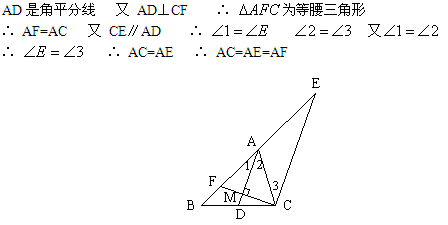 AD 是角平分线 又 AD⊥CF ∴ ΔAFC为等腰三角形
∴ AF=AC 又 CE∥AD ∴ ∠1=∠E ∠2=∠3 又∠1=∠2
∴ ∠E=∠3 ∴ AC=AE ∴ AC=AE=AF
E
A
1 2
F
3
M
B
D
C